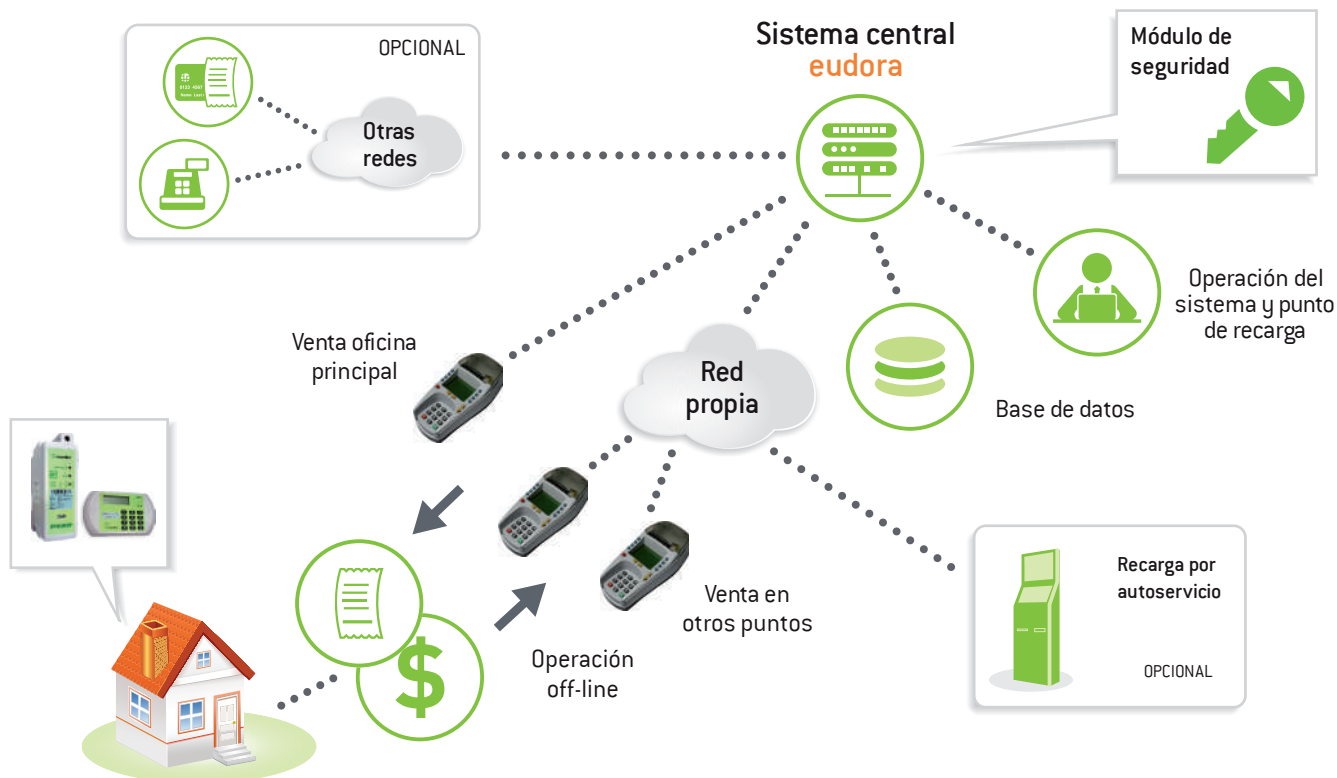 OPCIONAL
Otras
redes
Sistema central
eudora
Módulo de
seguridad
Operación del
sistema y punto
de recarga
Venta oficina
principal
Red
propia
Base de datos
Venta en
otros puntos
Operación
off-line
$
Recarga por
autoservicio
OPCIONAL